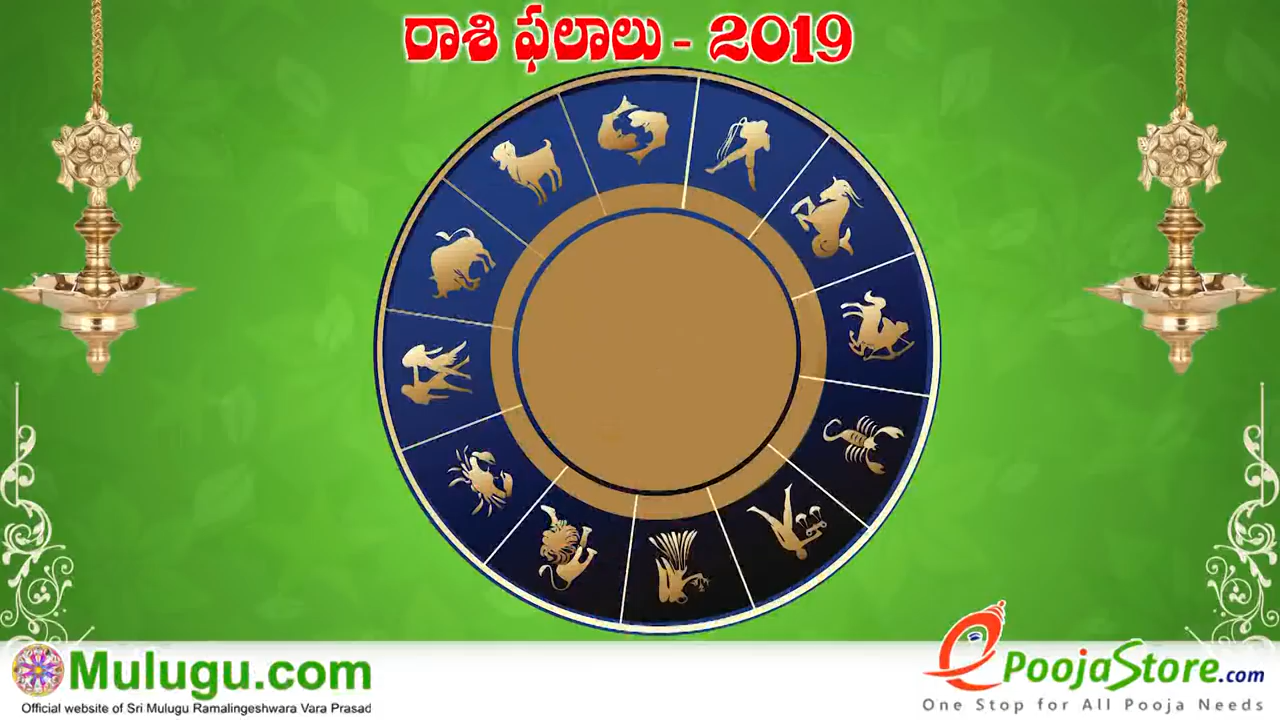 రాశి ఫలాలు - 2019
Mulugu.com
Official website of Sri Mulugu Ramalingeshwara Vara Prasad
ePoojaStore.com
One Stop for All Pooja Needs